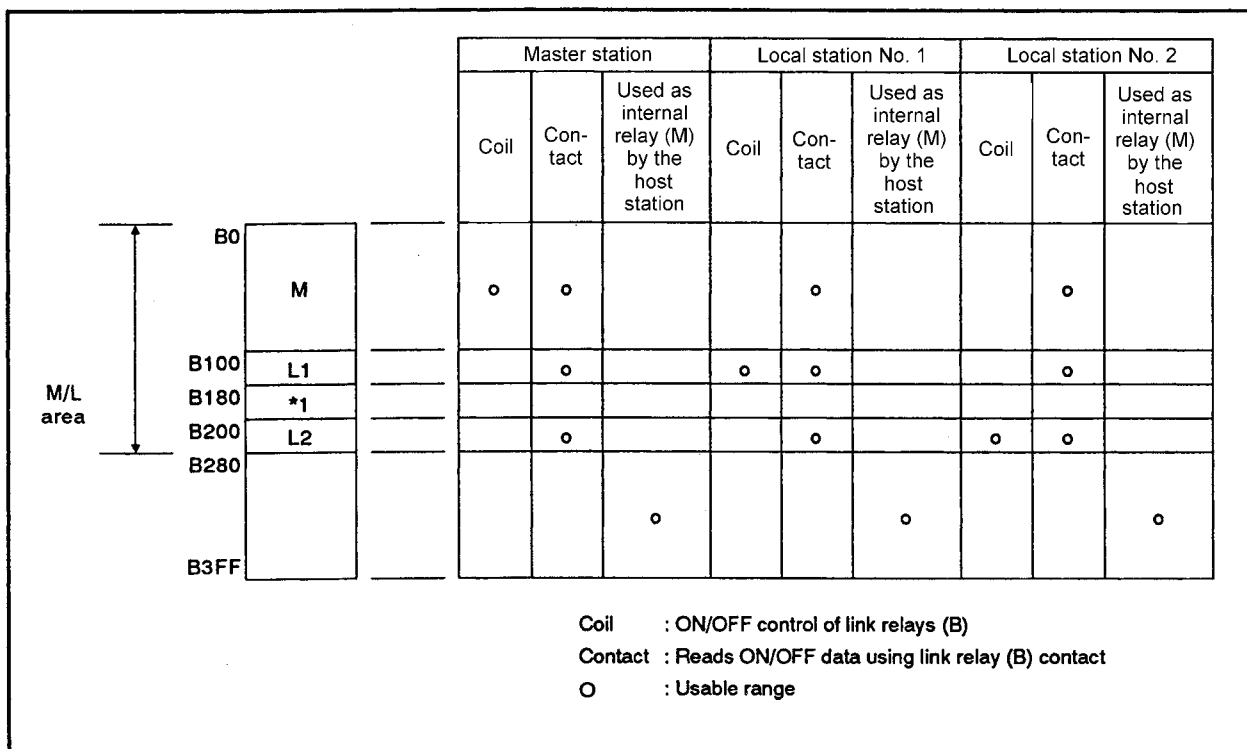 Master station Local station No. 1 Local station No. 2
Coil
Con-
tact
Used as
internal
relay (M)
by the
host
station
Coil
Con-
tact
Used as
internal
relay (M)
by the
host
station
Coil
Con-
tact
Used as
internal
relay (M)
by the
host
station
M/L
area
B0
M o o o o
B100 L1 o o o o
B180 *1
B200 L2 o o o o
B280
o o o
B3FF
Coil : ON/OFF control of link relays (B)
Contact : Reads ON/OFF data using link relay (B) contact
O : Usable range